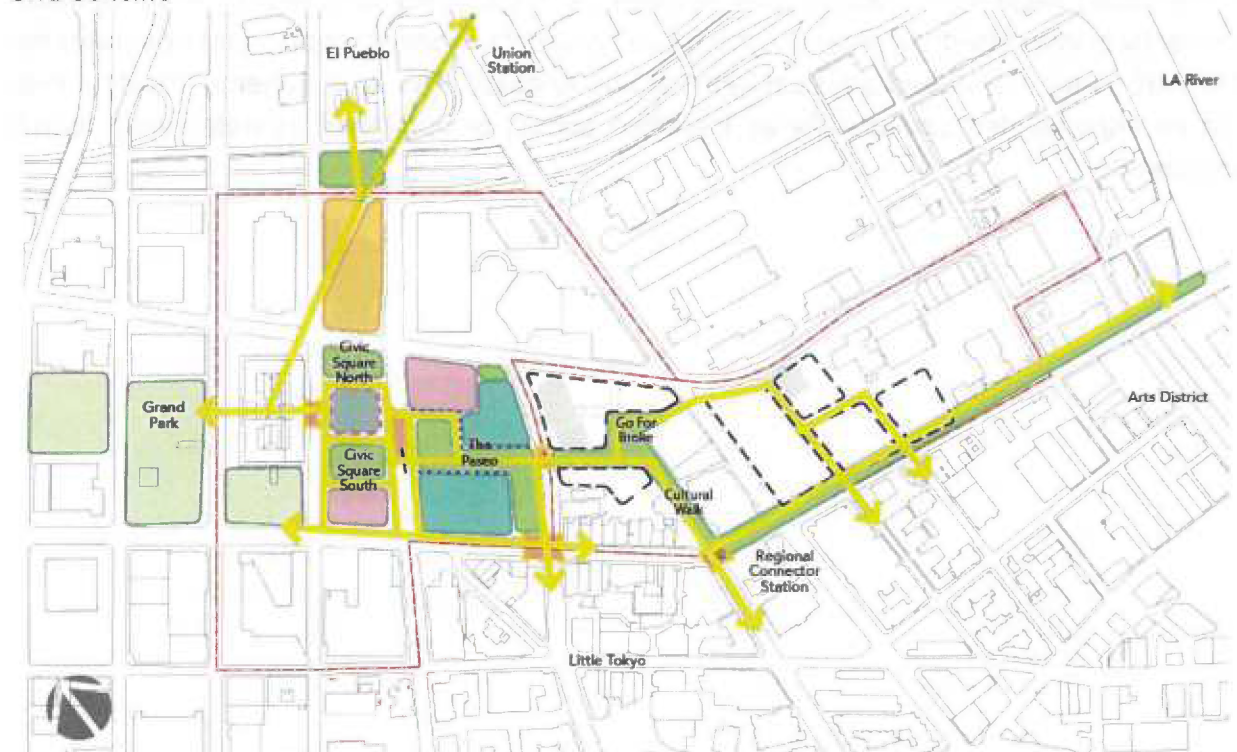 El Pueblo
Union
Station
LA River
Civic
Square
North
Grand
Park
Arts District
Go For
Broke
The
Paseo
Civic
Square
South
Cultural
Walk
Regional
Connector
Station
Little Tokyo